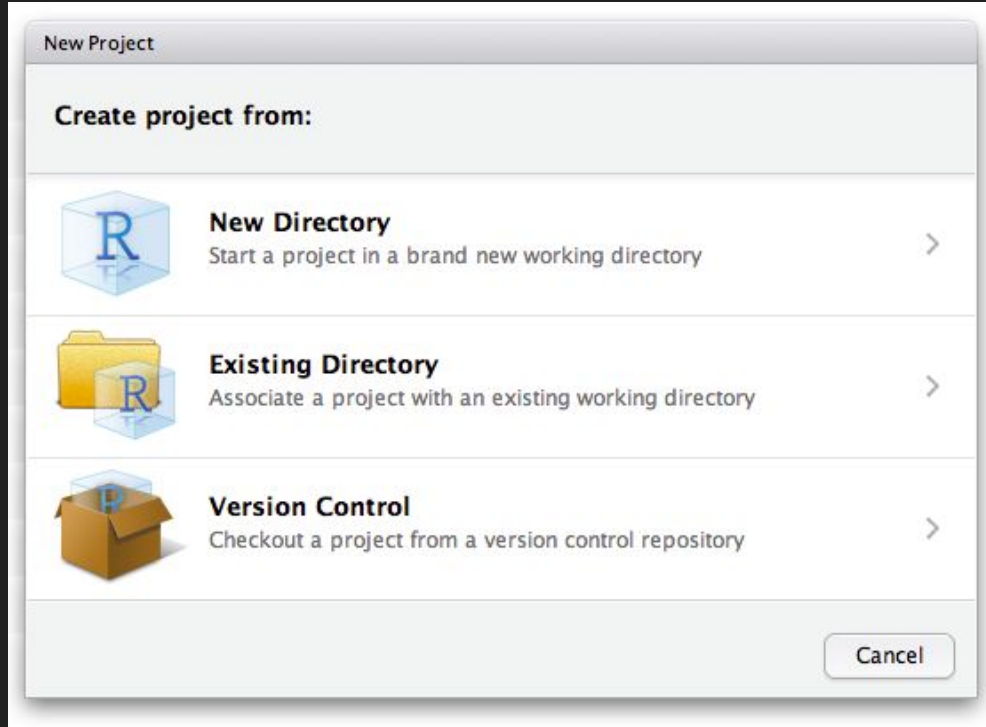 New Project
Create project from:
R
New Directory
Start a project in a brand new working directory
R
Existing Directory
Associate a project with an existing working directory
R
Version Control
Checkout a project from a version control repository
Cancel